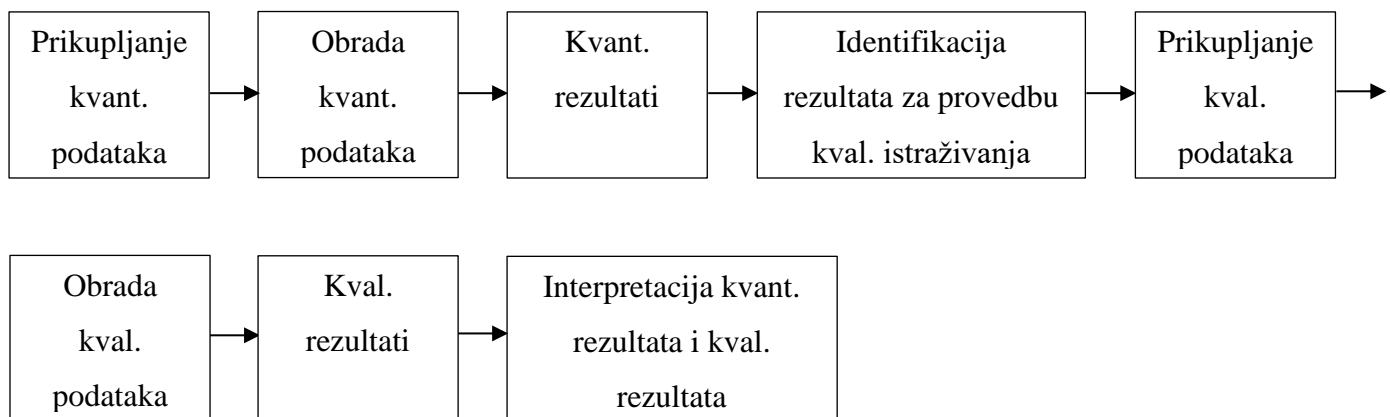 Prikupljanje
kvant.
podataka
Obrada
kvant.
podataka
Kvant.
rezultati
Identifikacija
rezultata za provedbu
kval. istraživanja
Prikupljanje
kval.
podataka
Obrada
kval.
podataka
Kval.
rezultati
Interpretacija kvant.
rezultata i kval.
rezultata